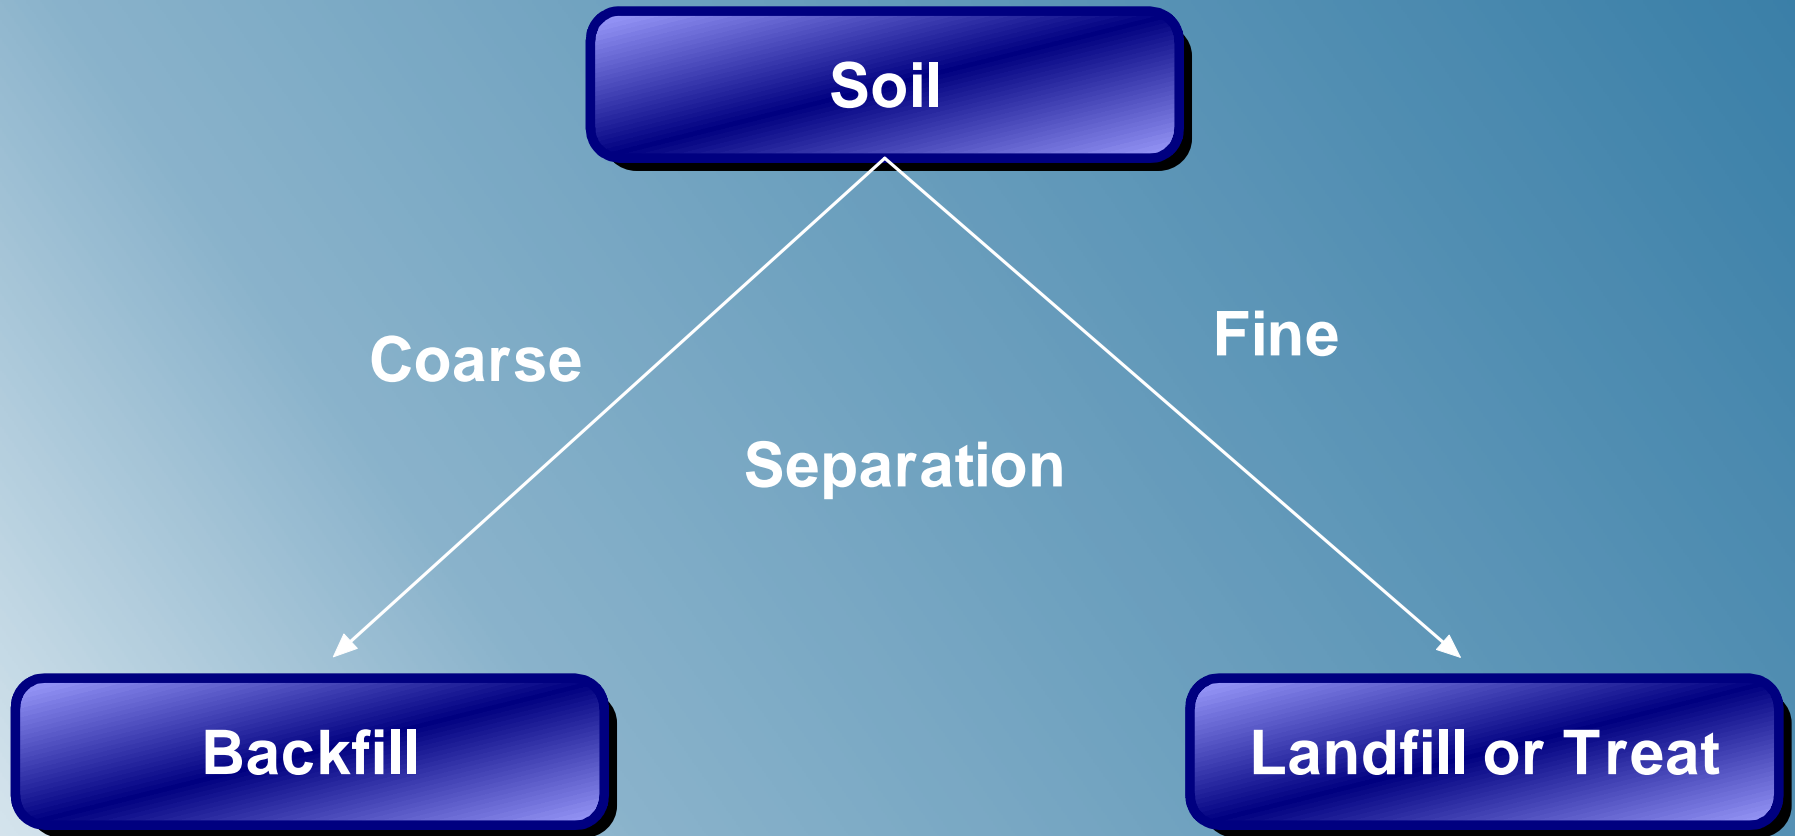 Soil
Fine
Coarse
Separation
Backfill
Landfill or Treat